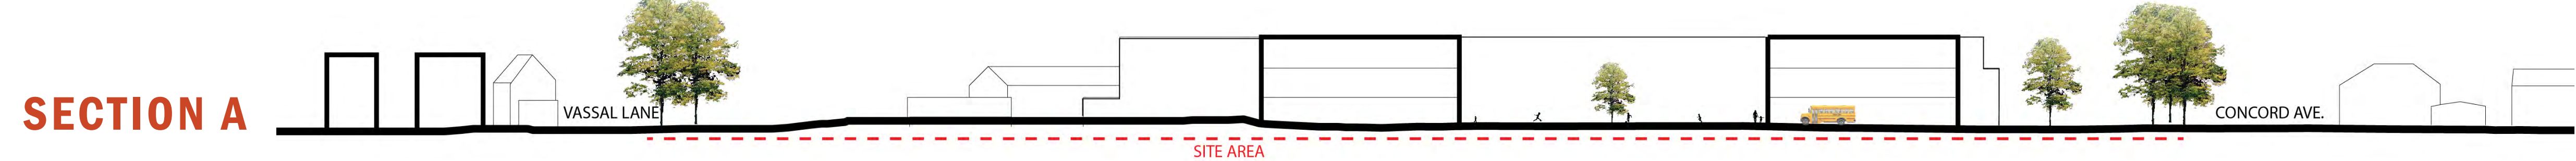 SECTION A
VASSAL LANE
CONCORD AVE.
SITE AREA